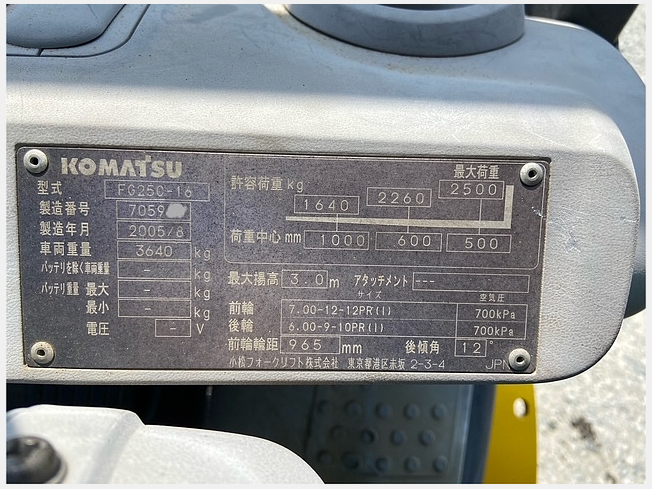 KOMATSU
型式 FG25C-16
製造番号 7059
製造年月 2005/8
車両重量 3640 kg
バッテリを除く車両重量 - kg
バッテリ重量 最大 - kg
最小 - kg
電圧 - V
許容荷重 kg 最大荷重
1640 2260 2500
荷重中心 mm 1000 600 500
最大揚高 3.0 m アタッチメント ---
サイズ 空気圧
前輪 7.00-12-12PR(I) 700kPa
後輪 6.00-9-10PR(I) 700kPa
前輪輪距 965 mm 後傾角 12°
小松フォークリフト株式会社 東京都港区赤坂 2-3-4 JPN